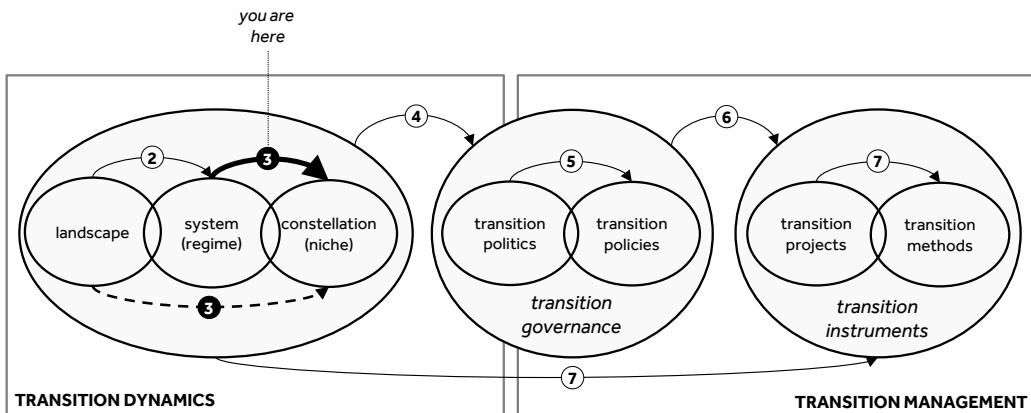 you are
here
4
6
2
3
5
7
landscape
system
(regime)
constellation
(niche)
transition
politics
transition
policies
transition
projects
transition
methods
3
transition
governance
transition
instruments
7
TRANSITION DYNAMICS
TRANSITION MANAGEMENT